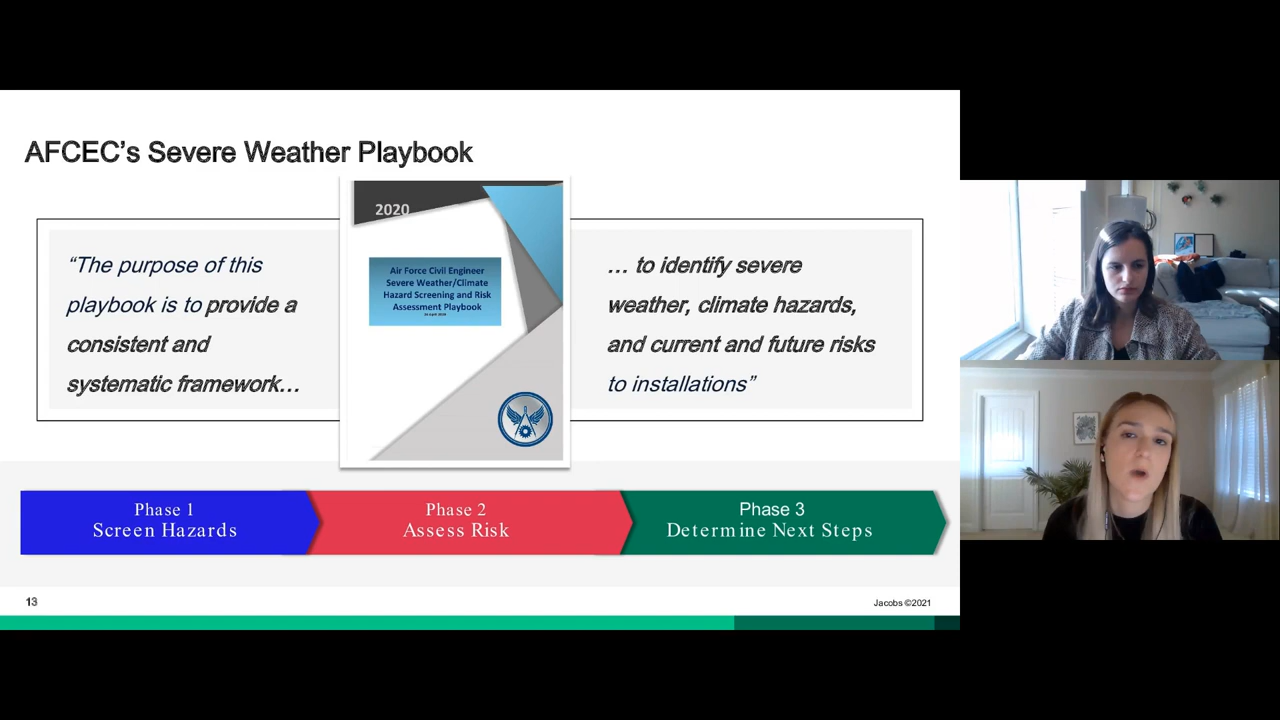 AFCEC's Severe Weather Playbook
"The purpose of this
playbook is to provide a
consistent and
systematic framework…
2020
Air Force Civil Engineer
Severe Weather/Climate
Hazard Screening and Risk
Assessment Playbook
… to identify severe
weather, climate hazards,
and current and future risks
to installations"
Phase 1
Screen Hazards
Phase 2
Assess Risk
Phase 3
Determine Next Steps
13
Jacobs ©2021